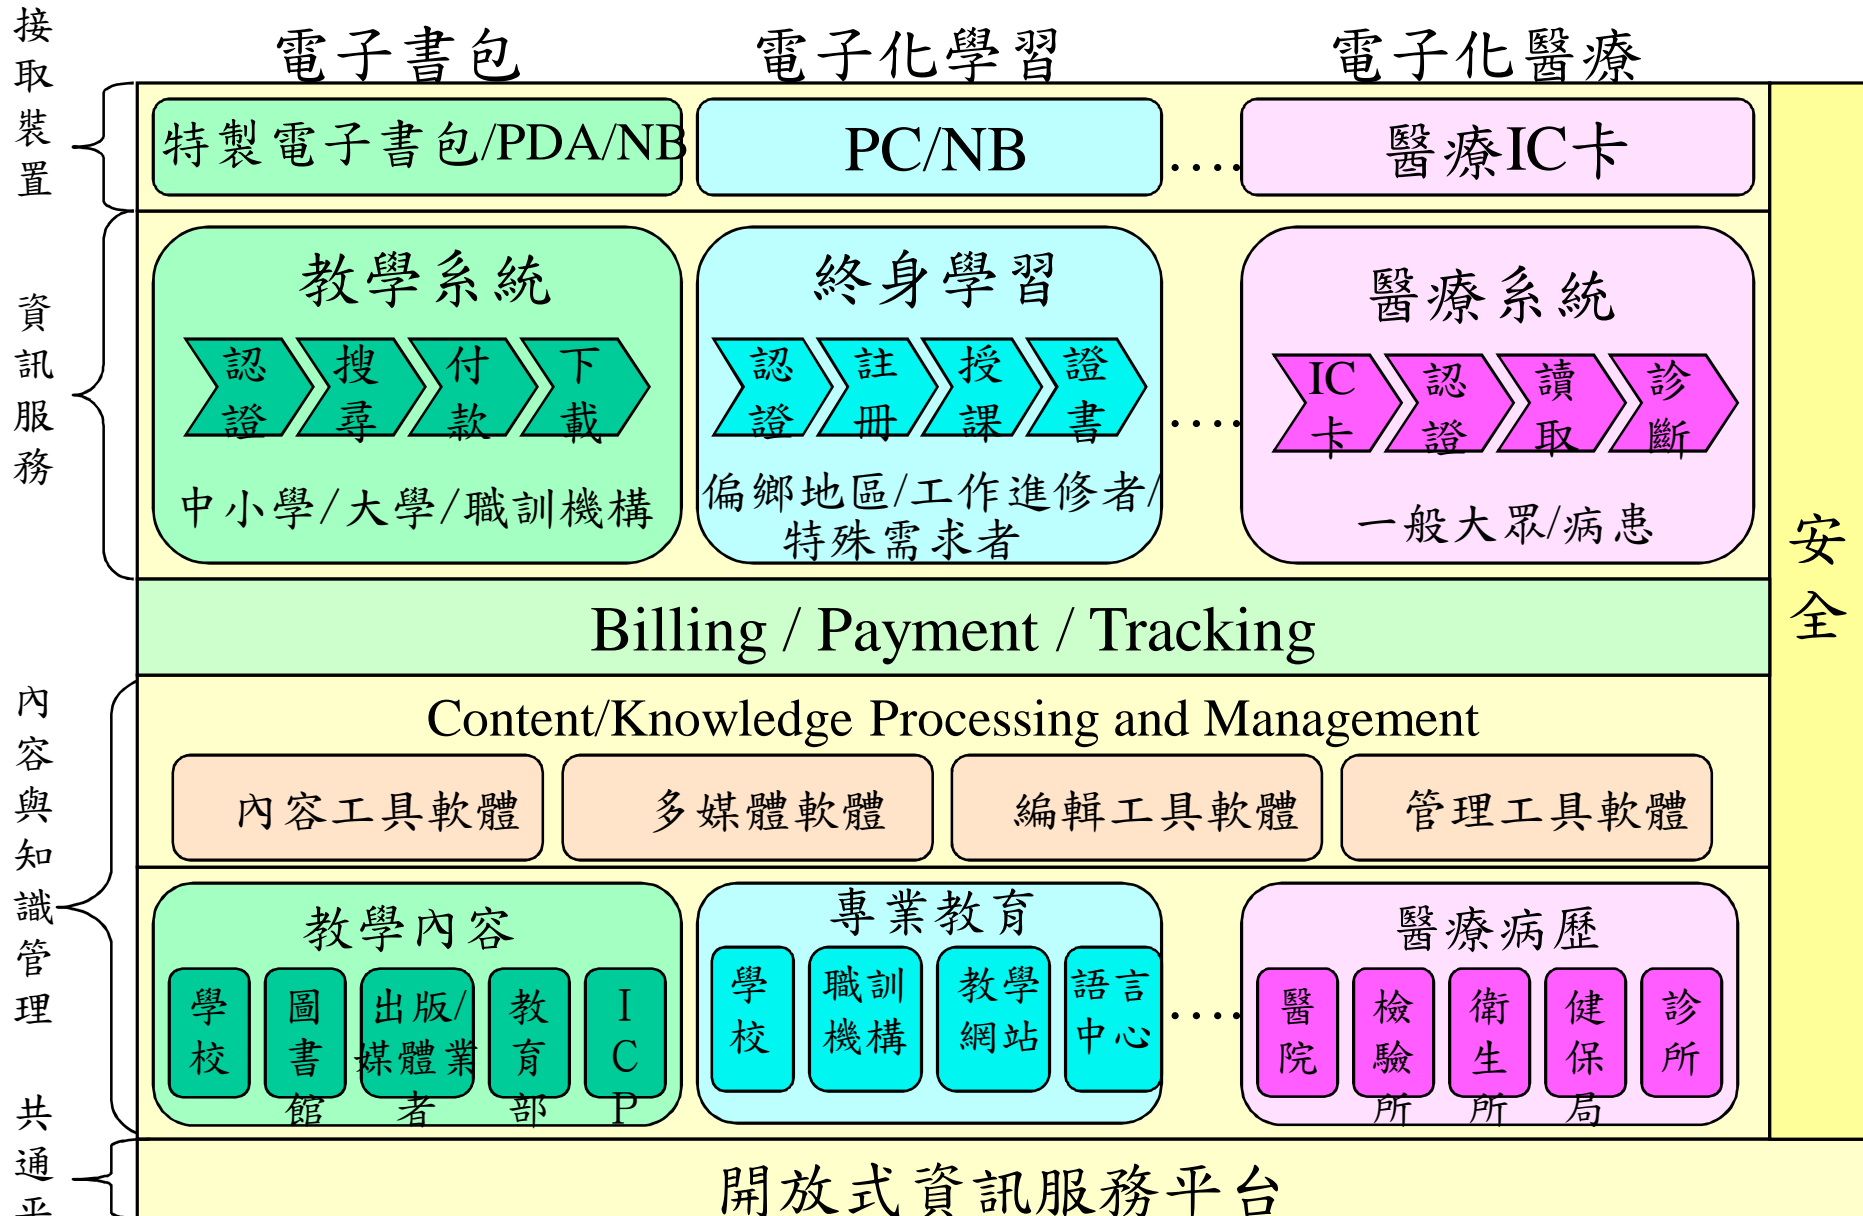 接取裝置
電子書包
電子化學習
電子化醫療
特製電子書包/PDA/NB
PC/NB
....
醫療IC卡
資訊服務
教學系統
認證
搜尋
付款
下載
中小學/大學/職訓機構
終身學習
認證
註冊
授課
證書
偏鄉地區/工作進修者/
特殊需求者
....
醫療系統
IC卡
認證
讀取
診斷
一般大眾/病患
安全
Billing / Payment / Tracking
內容與知識管理
Content/Knowledge Processing and Management
內容工具軟體
多媒體軟體
編輯工具軟體
管理工具軟體
教學內容
學校
圖書館
出版/
媒體業
者
教育部
ICP
專業教育
學校
職訓
機構
教學
網站
語言
中心
....
醫療病歷
醫院
檢驗所
衛生所
健保局
診所
共通平
開放式資訊服務平台